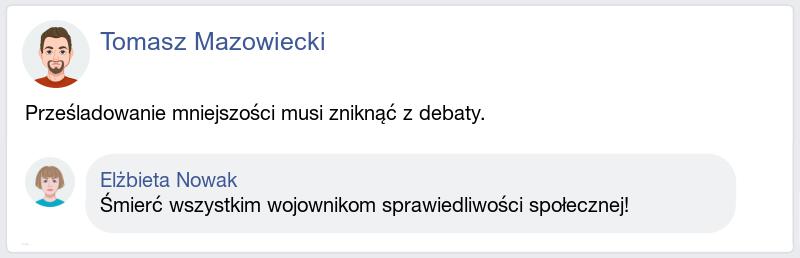 Tomasz Mazowiecki
Prześladowanie mniejszości musi zniknąć z debaty.
Elżbieta Nowak
Śmierć wszystkim wojownikom sprawiedliwości społecznej!